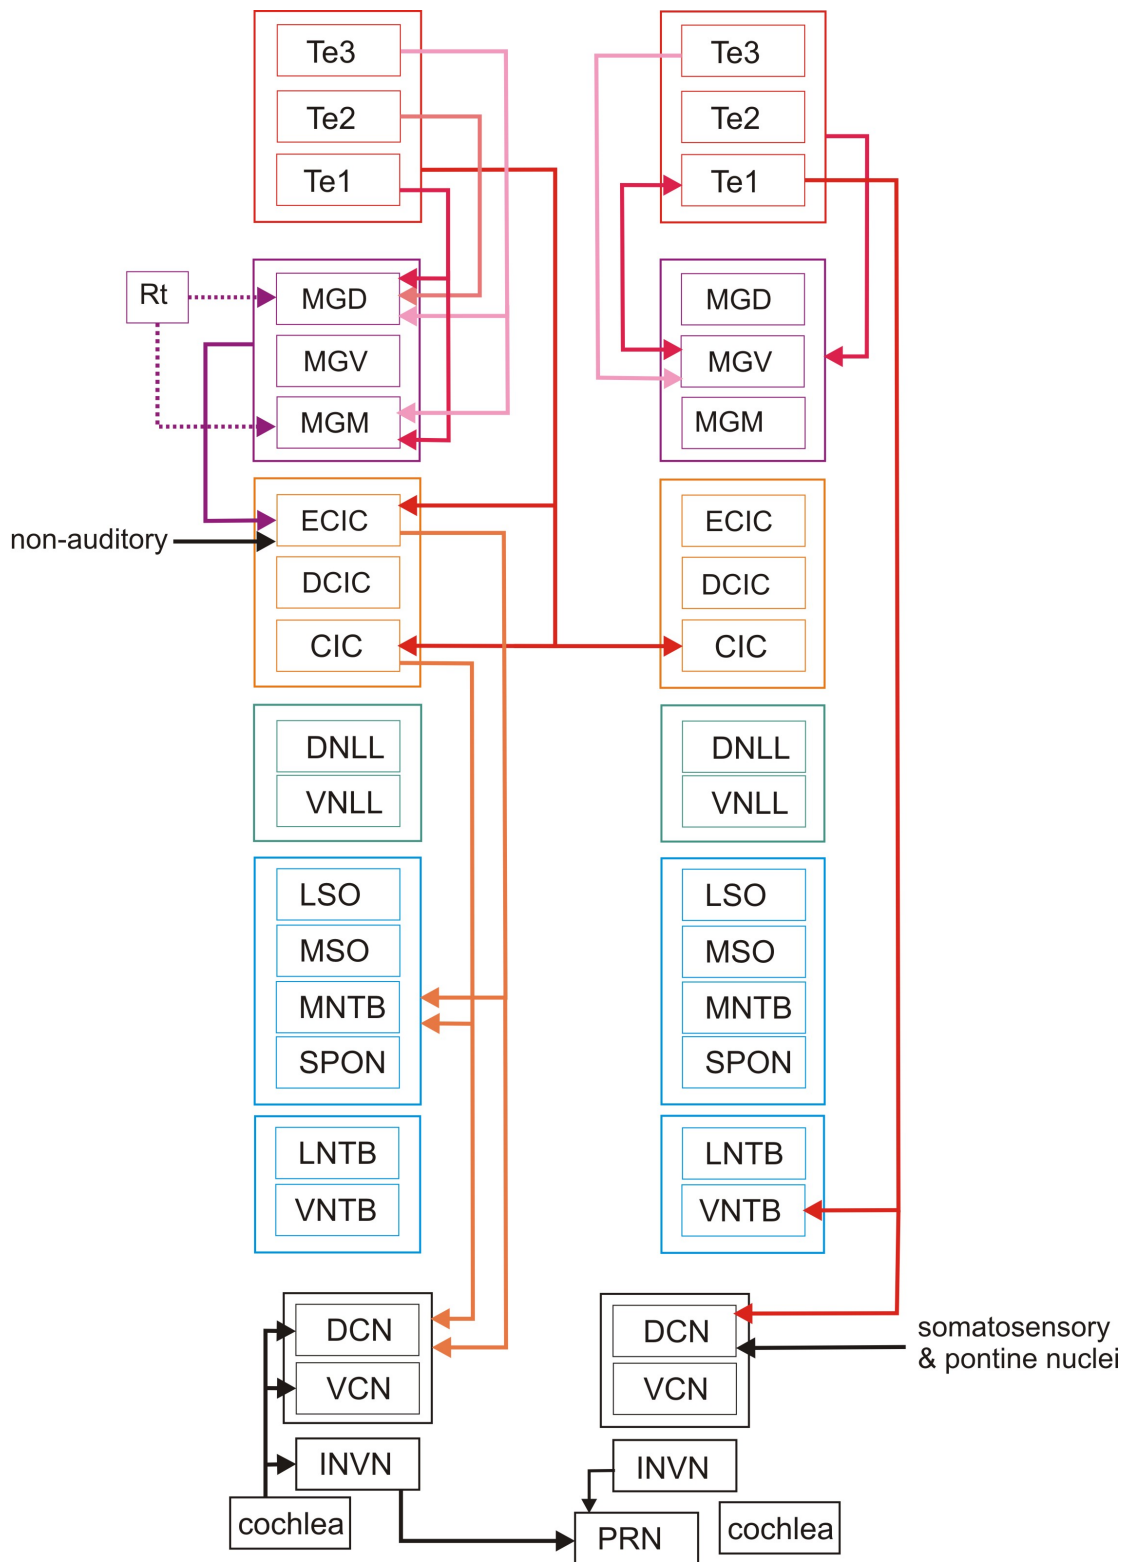 Te3
Te2
Te1
Rt
MGD
MGV
MGM
non-auditory
ECIC
DCIC
CIC
DNLL
VNLL
LSO
MSO
MNTB
SPON
LNTB
VNTB
DCN
VCN
INVN
cochlea
Te3
Te2
Te1
MGD
MGV
MGM
ECIC
DCIC
CIC
DNLL
VNLL
LSO
MSO
MNTB
SPON
LNTB
VNTB
DCN
VCN
somatosensory
& pontine nuclei
INVN
PRN
cochlea